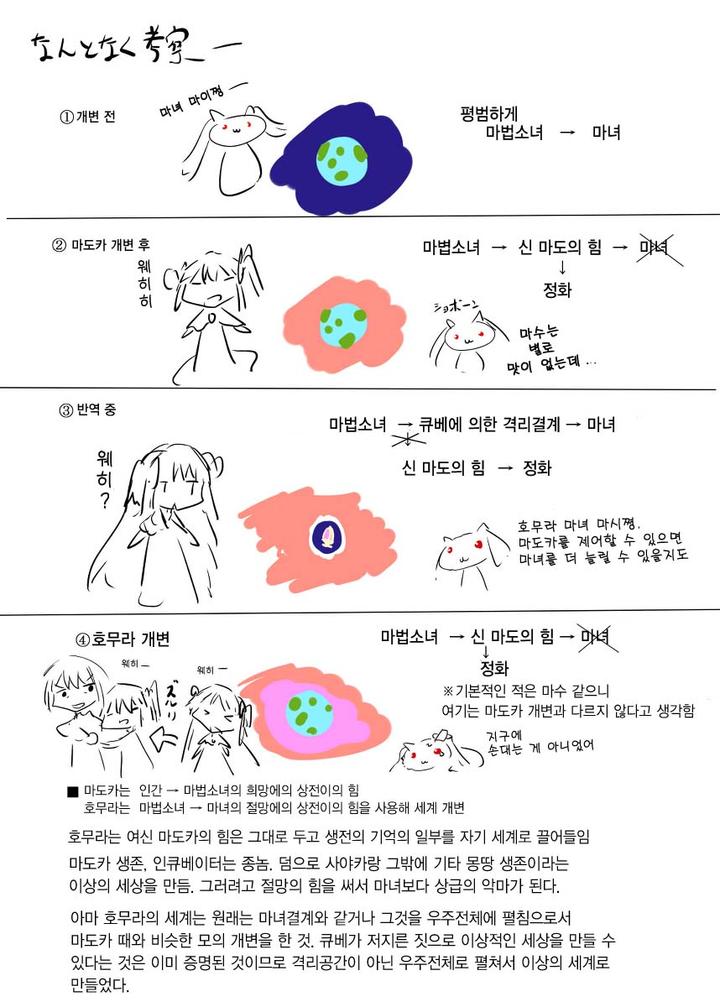 なんとなく考察ー
①개변 전
마녀 마이쩡ー
평범하게
마법소녀 → 마녀
② 마도카 개변 후
웨히히
마볍소녀 → 신 마도의 힘 → 마녀
↓
정화
ショボーン
마수는
별로
맛이 없는데 …
③ 반역 중
웨히?
마법소녀 → 큐베에 의한 격리결계 → 마녀
↓
신 마도의 힘 → 정화
호무라 마녀 마시쩡.
마도카를 제어할 수 있으면
마녀를 더 늘릴 수 있을지도
④호무라 개변
웨히ー
ズルリ
웨히ー
마법소녀 → 신 마도의 힘 → 마녀
↓
정화
※기본적인 적은 마수 같으니
여기는 마도카 개변과 다르지 않다고 생각함
지구에
손대는 게 아니었어
■ 마도카는 인간 → 마법소녀의 희망에의 상전이의 힘
호무라는 마법소녀 → 마녀의 절망에의 상전이의 힘을 사용해 세계 개변
호무라는 여신 마도카의 힘은 그대로 두고 생전의 기억의 일부를 자기 세계로 끌어들임
마도카 생존, 인큐베이터는 종놈, 덤으로 사야카랑 그밖에 기타 몽땅 생존이라는
이상의 세상을 만듬. 그러려고 절망의 힘을 써서 마녀보다 상급의 악마가 된다.
아마 호무라의 세계는 원래는 마녀결계와 같거나 그것을 우주전체에 펼침으로서
마도카 때와 비슷한 모의 개변을 한 것. 큐베가 저지른 짓으로 이상적인 세상을 만들 수
있다는 것은 이미 증명된 것이므로 격리공간이 아닌 우주전체로 펼쳐서 이상의 세계로
만들었다.